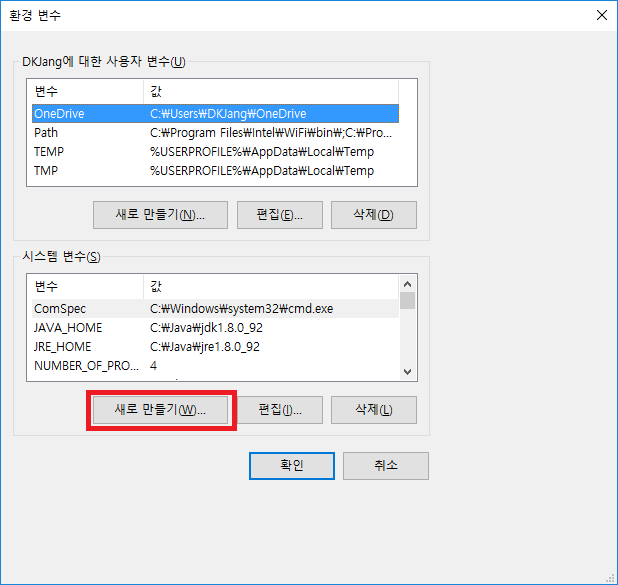 환경 변수
DKJang에 대한 사용자 변수(U)
변수 값
OneDrive C:₩Users₩DKJang₩OneDrive
Path C:₩Program Files₩Intel₩WiFi₩bin₩;C:₩Pro...
TEMP %USERPROFILE%₩AppData₩Local₩Temp
TMP %USERPROFILE%₩AppData₩Local₩Temp
새로 만들기(N)... 편집(E)... 삭제(D)
시스템 변수(S)
변수 값
ComSpec C:₩Windows₩system32₩cmd.exe
JAVA_HOME C:₩Java₩jdk1.8.0_92
JRE_HOME C:₩Java₩jre1.8.0_92
NUMBER_OF_PRO... 4
새로 만들기(W)... 편집(I)... 삭제(L)
확인 취소